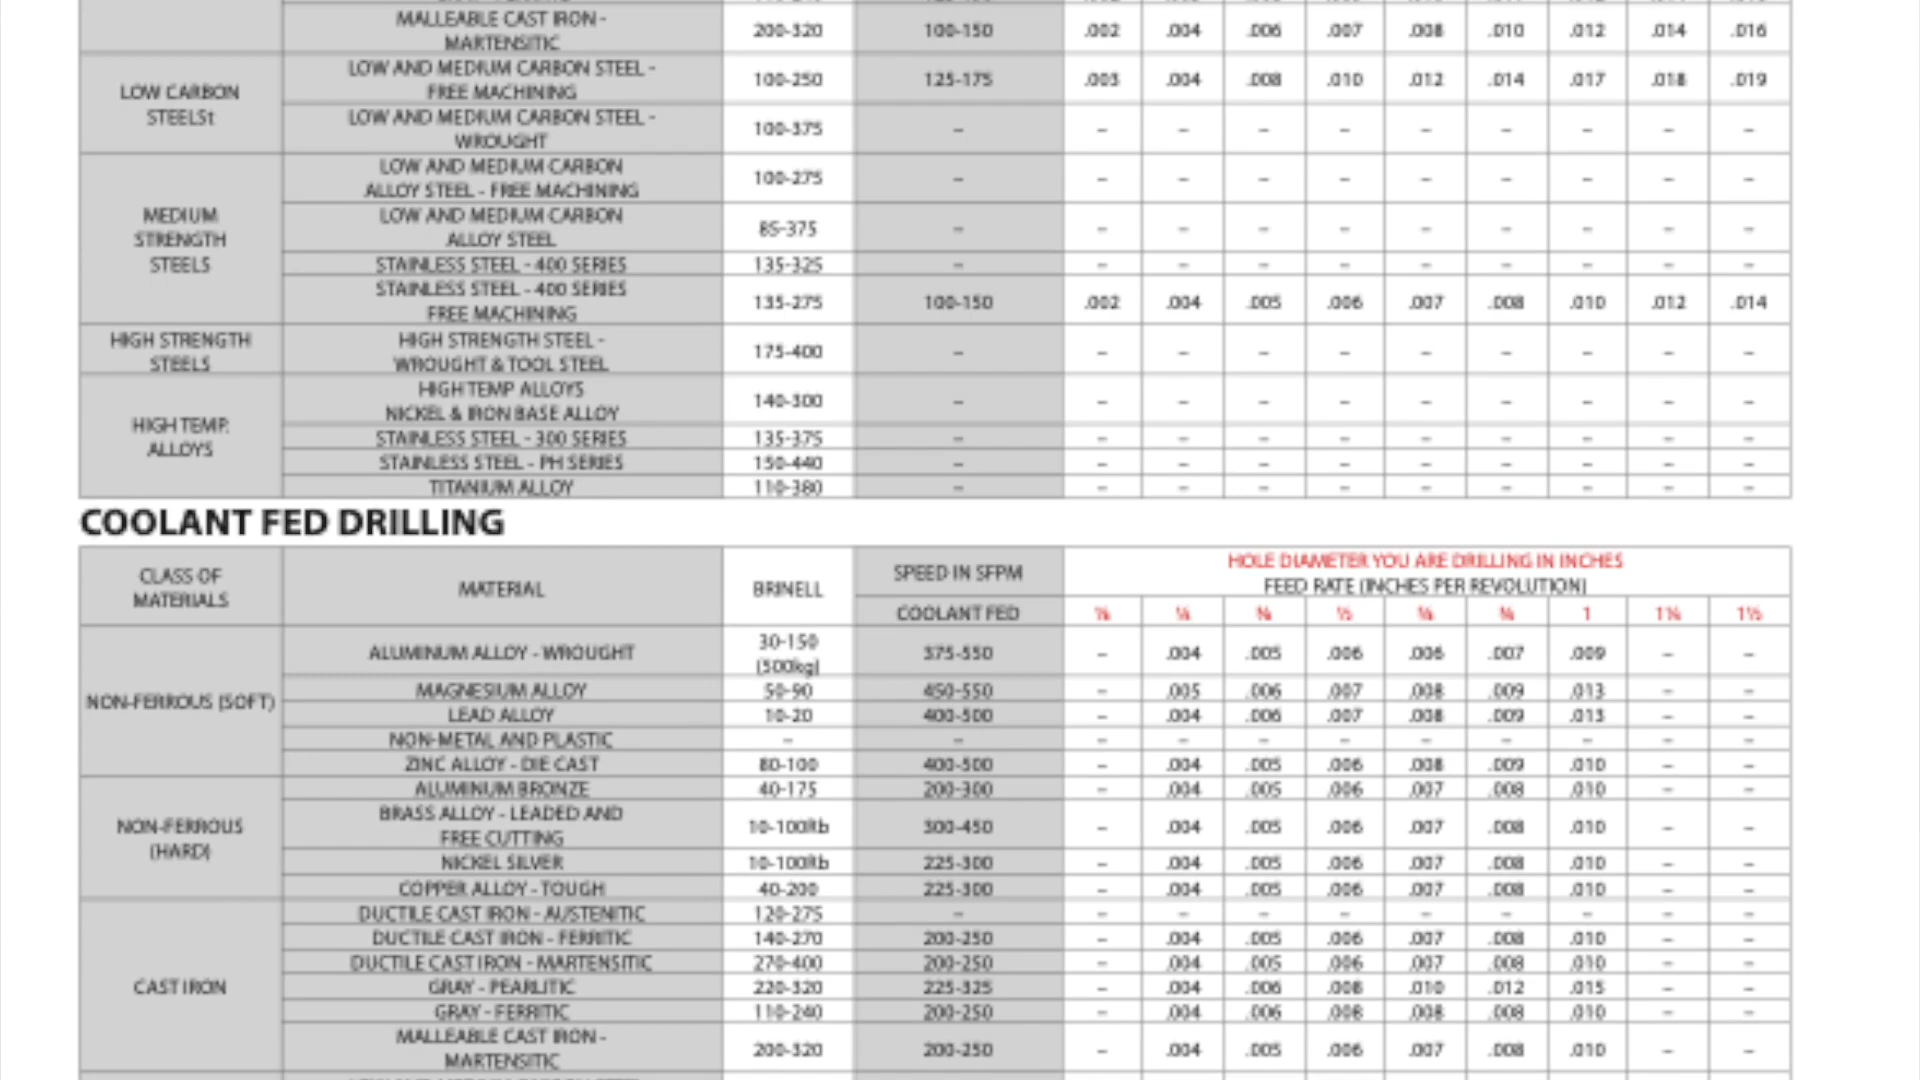 MALLEABLE CAST IRON -
MARTENSITIC
200-320 100-150 .002 .004 .006 .007 .008 .010 .012 .014 .016
LOW CARBON
STEELS†
LOW AND MEDIUM CARBON STEEL -
FREE MACHINING
100-250 125-175 .003 .004 .008 .010 .012 .014 .017 .018 .019
LOW AND MEDIUM CARBON STEEL -
WROUGHT
100-375 – – – – – – – – – –
MEDIUM
STRENGTH
STEELS
LOW AND MEDIUM CARBON
ALLOY STEEL - FREE MACHINING
100-275 – – – – – – – – – –
LOW AND MEDIUM CARBON
ALLOY STEEL
85-375 – – – – – – – – – –
STAINLESS STEEL - 400 SERIES 135-325 – – – – – – – – – –
STAINLESS STEEL - 400 SERIES
FREE MACHINING
135-275 100-150 .002 .004 .005 .006 .007 .008 .010 .012 .014
HIGH STRENGTH
STEELS
HIGH STRENGTH STEEL -
WROUGHT & TOOL STEEL
175-400 – – – – – – – – – –
HIGH TEMP.
ALLOYS
HIGH TEMP ALLOYS
NICKEL & IRON BASE ALLOY
140-300 – – – – – – – – – –
STAINLESS STEEL - 300 SERIES 135-375 – – – – – – – – – –
STAINLESS STEEL - PH SERIES 150-440 – – – – – – – – – –
TITANIUM ALLOY 110-380 – – – – – – – – – –
COOLANT FED DRILLING
CLASS OF
MATERIALS
MATERIAL
BRINELL
SPEED IN SFPM
COOLANT FED
HOLE DIAMETER YOU ARE DRILLING IN INCHES
FEED RATE (INCHES PER REVOLUTION)
½ 1 1½
NON-FERROUS (SOFT)
ALUMINUM ALLOY - WROUGHT
30-150
(500kg)
375-550 – .004 .005 .006 .006 .007 .009 – –
MAGNESIUM ALLOY 50-90 450-550 – .005 .006 .007 .008 .009 .013 – –
LEAD ALLOY 10-20 400-500 – .004 .006 .007 .008 .009 .013 – –
NON-METAL AND PLASTIC – – – – – – – – – – –
ZINC ALLOY - DIE CAST 80-100 400-500 – .004 .005 .006 .008 .009 .010 – –
NON-FERROUS
(HARD)
ALUMINUM BRONZE 40-175 200-300 – .004 .005 .006 .007 .008 .010 – –
BRASS ALLOY - LEADED AND
FREE CUTTING
10-100Rb 300-450 – .004 .005 .006 .007 .008 .010 – –
NICKEL SILVER 10-100Rb 225-300 – .004 .005 .006 .007 .008 .010 – –
COPPER ALLOY - TOUGH 40-200 225-300 – .004 .005 .006 .007 .008 .010 – –
CAST IRON
DUCTILE CAST IRON - AUSTENITIC 120-275 – – – – – – – – – –
DUCTILE CAST IRON - FERRITIC 140-270 200-250 – .004 .005 .006 .007 .008 .010 – –
DUCTILE CAST IRON - MARTENSITIC 270-400 200-250 – .004 .005 .006 .007 .008 .010 – –
GRAY - PEARLITIC 220-320 225-325 – .004 .006 .008 .010 .012 .015 – –
GRAY - FERRITIC 110-240 200-250 – .004 .006 .008 .008 .008 .010 – –
MALLEABLE CAST IRON -
MARTENSITIC
200-320 200-250 – .004 .005 .006 .007 .008 .010 – –